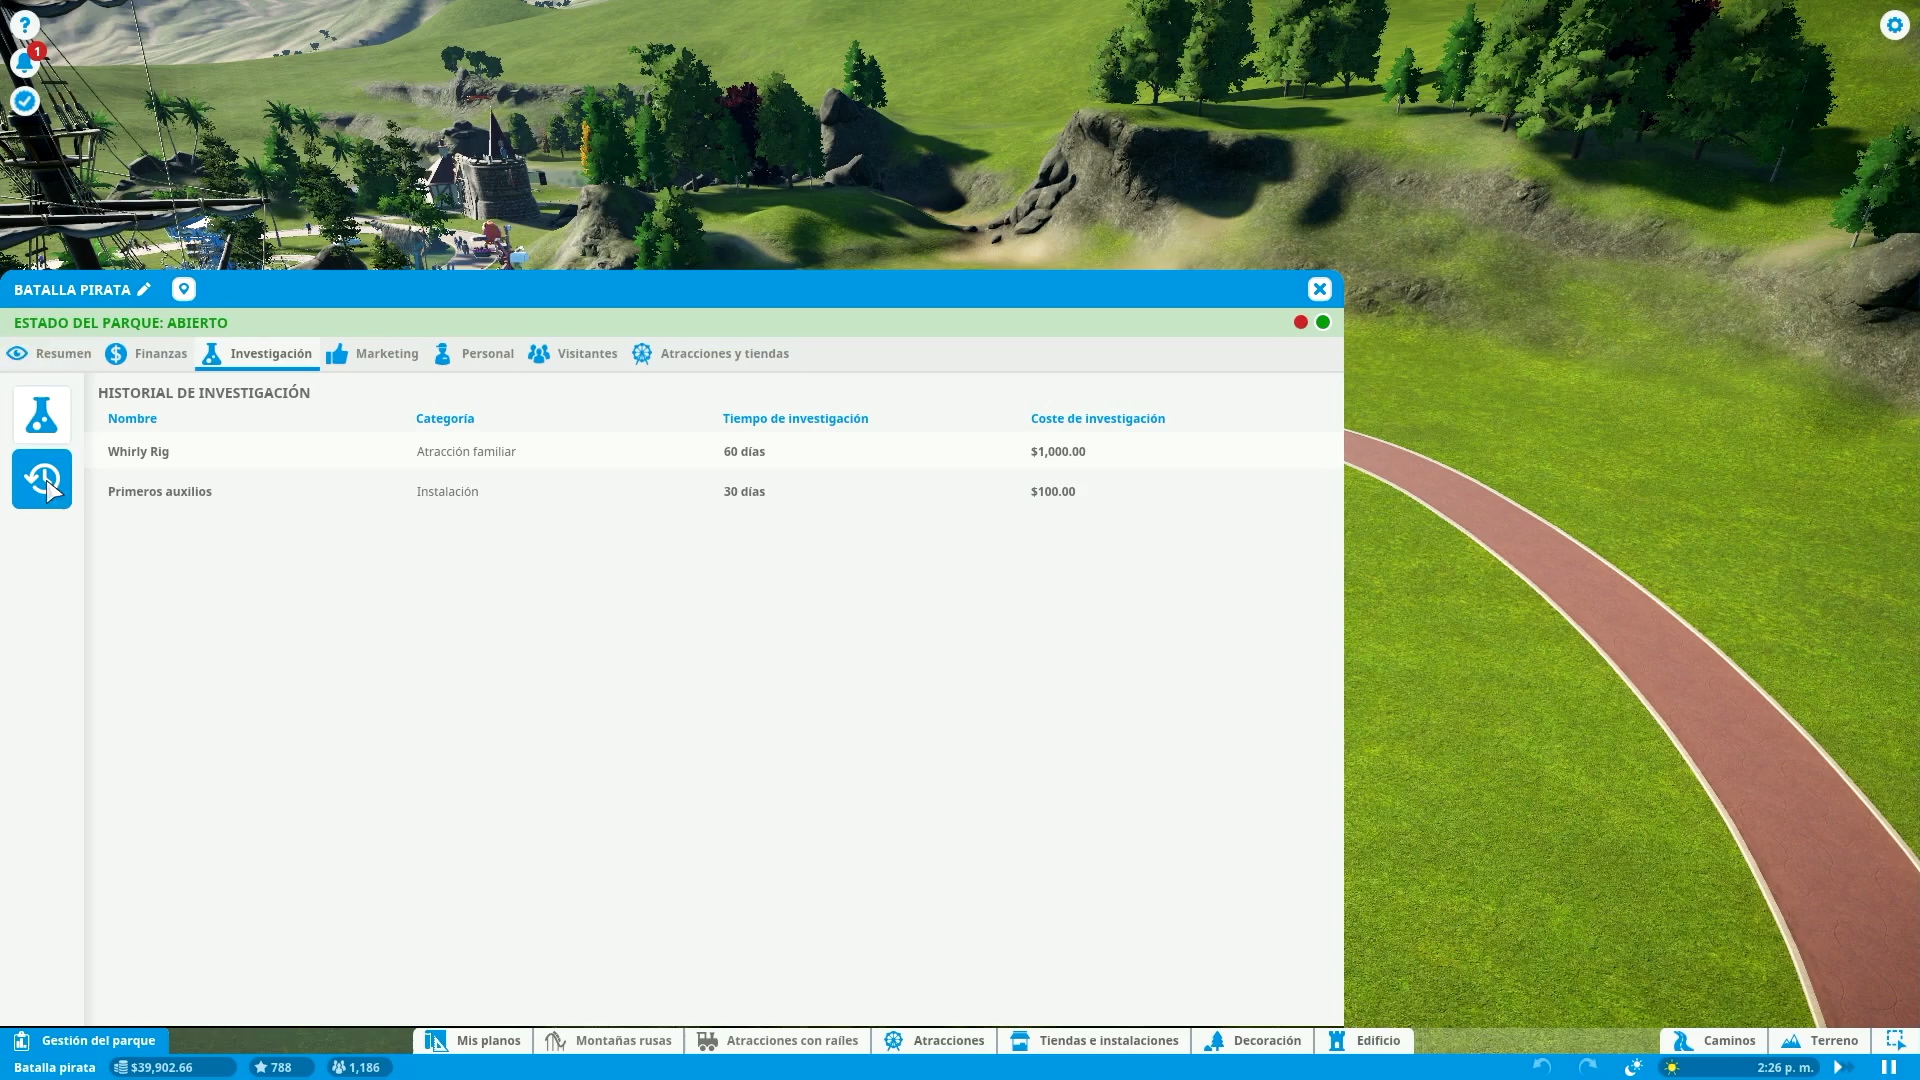 ?
1
BATALLA PIRATA
ESTADO DEL PARQUE: ABIERTO
Resumen
Finanzas
Investigación
Marketing
Personal
Visitantes
Atracciones y tiendas
HISTORIAL DE INVESTIGACIÓN
Nombre Categoría Tiempo de investigación Coste de investigación
Whirly Rig Atracción familiar 60 días $1,000.00
Primeros auxilios Instalación 30 días $100.00
Gestión del parque
Mis planos
Montañas rusas
Atracciones con raíles
Atracciones
Tiendas e instalaciones
Decoración
Edificio
Caminos
Terreno
Batalla pirata $39,902.66 788 1,186 2:26 p. m.